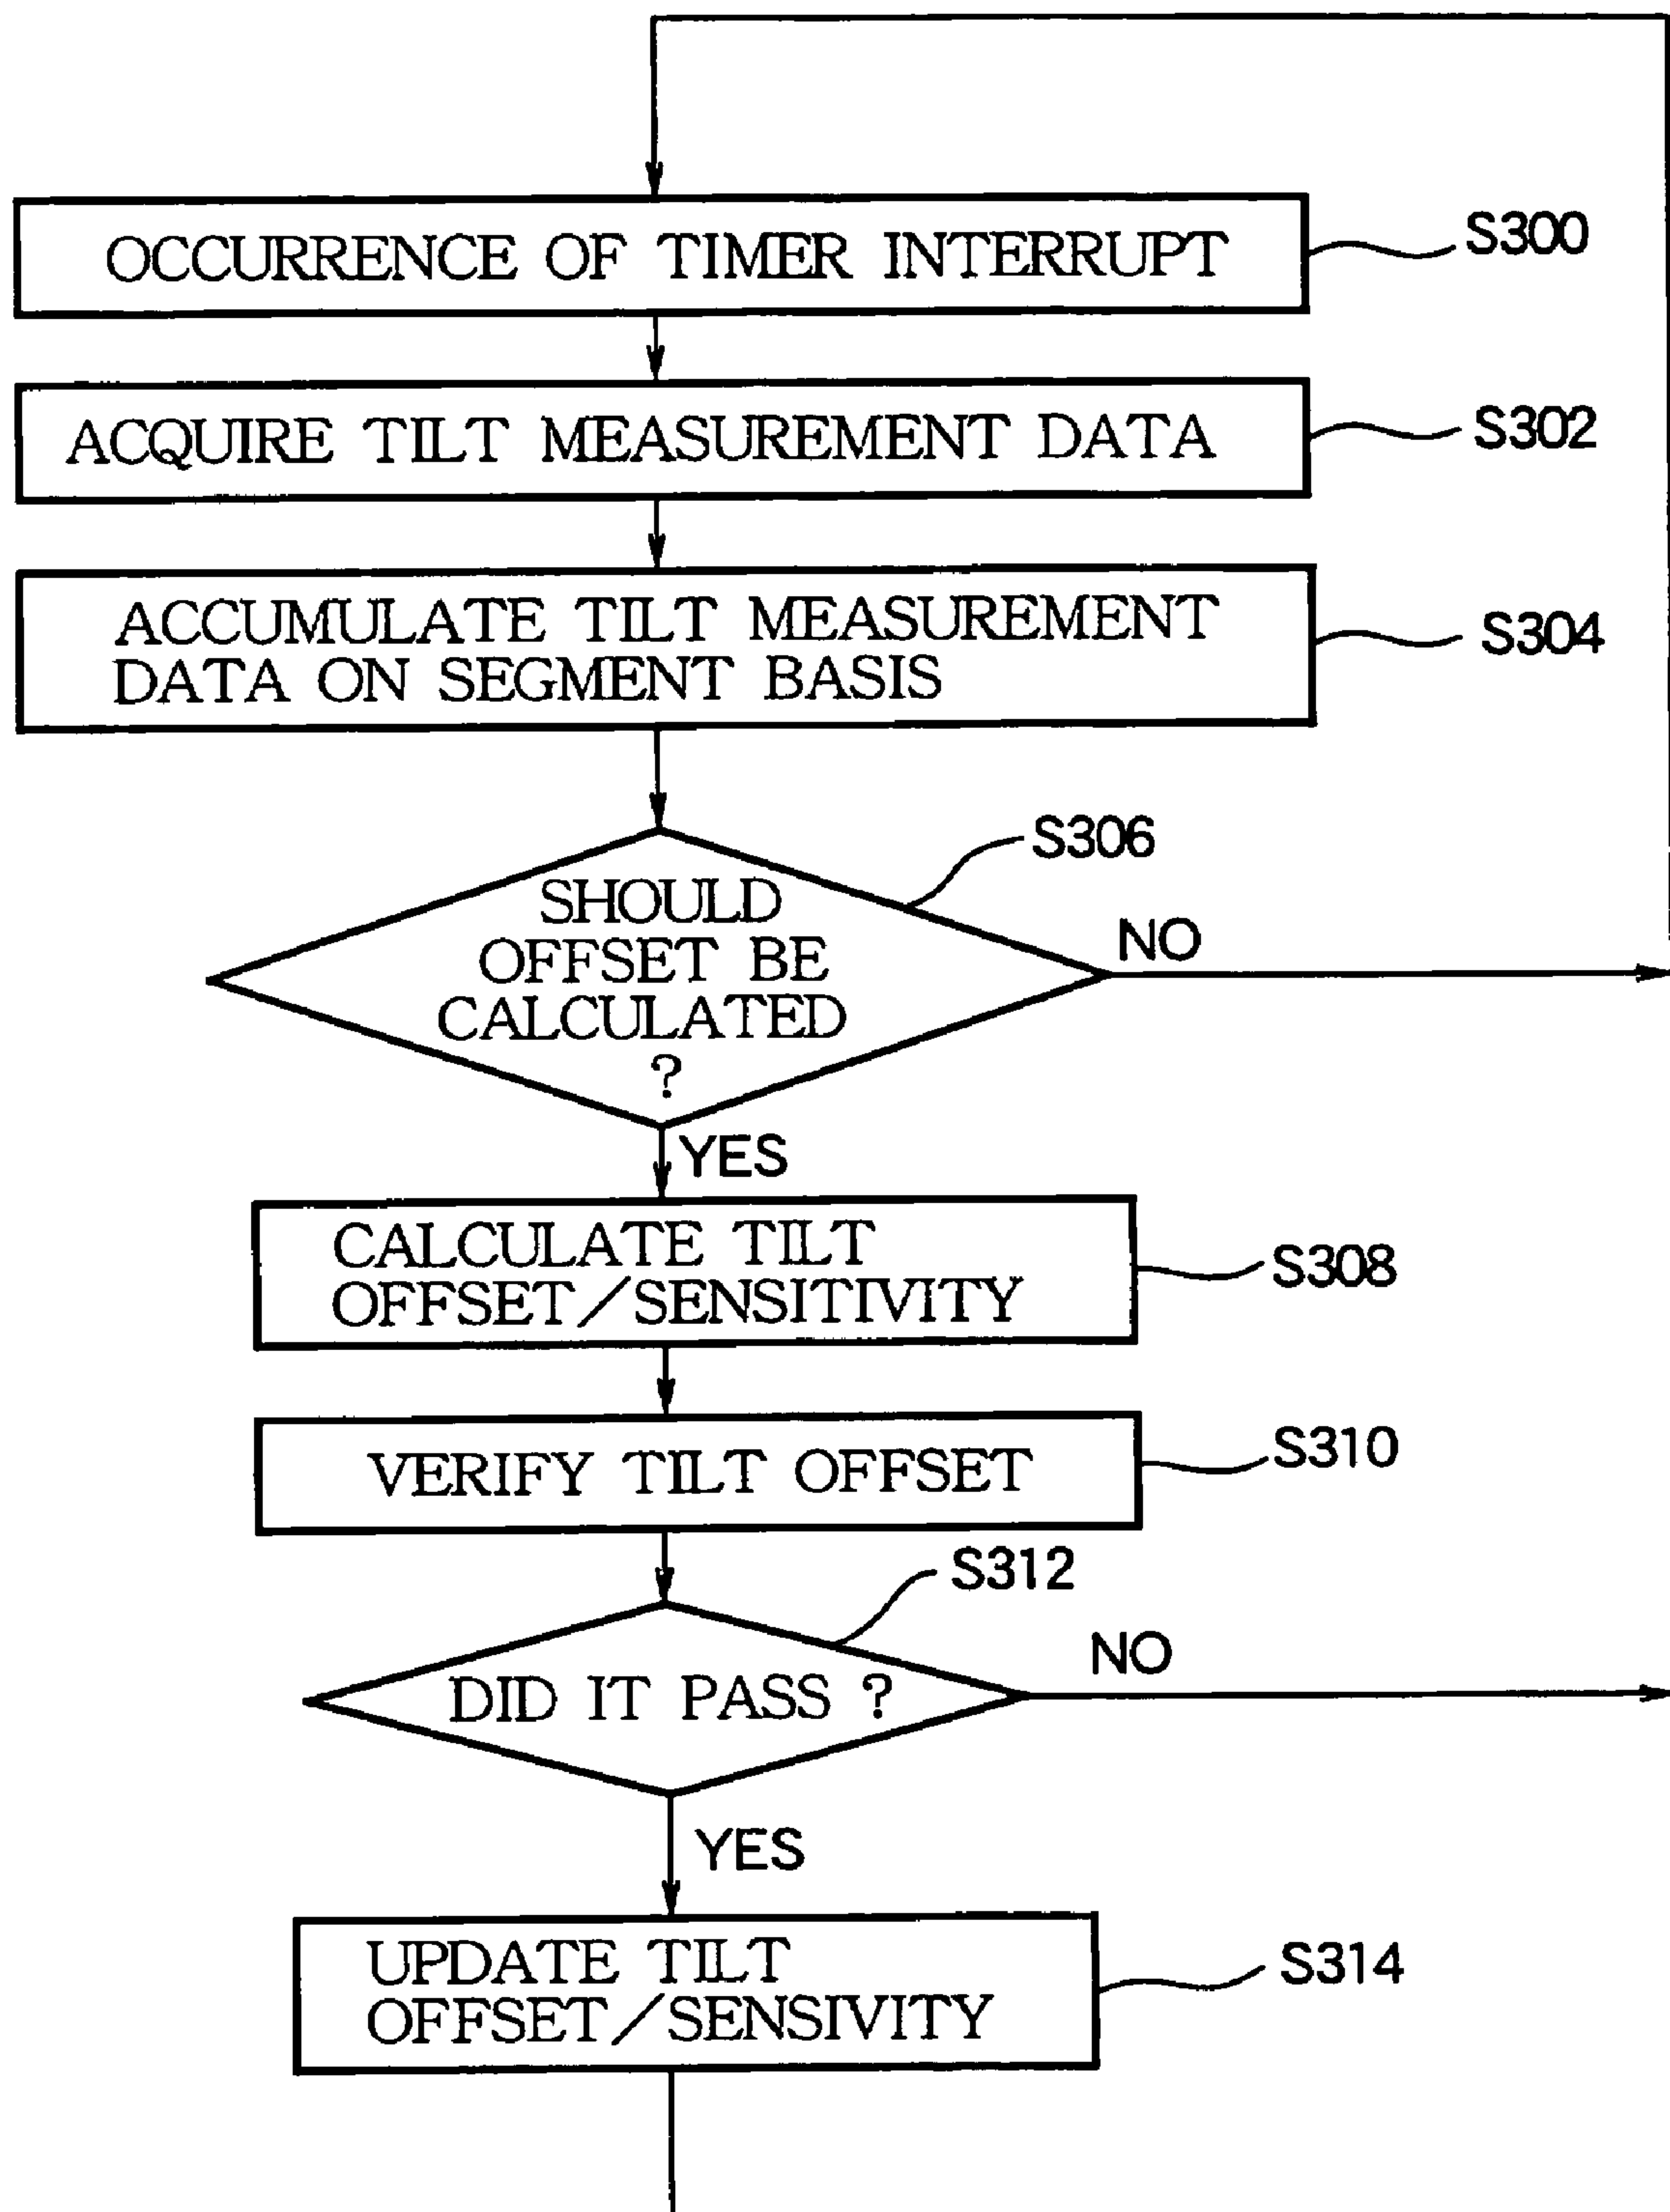 OCCURRENCE OF TIMER INTERRUPT
S300
ACQUIRE TILT MEASUREMENT DATA
S302
ACCUMULATE TILT MEASUREMENT
DATA ON SEGMENT BASIS
S304
S306
SHOULD
OFFSET BE
CALCULATED
?
NO
YES
CALCULATE TILT
OFFSET/SENSITIVITY
S308
VERIFY TILT OFFSET
S310
S312
DID IT PASS ?
NO
YES
UPDATE TILT
OFFSET/SENSIVITY
S314